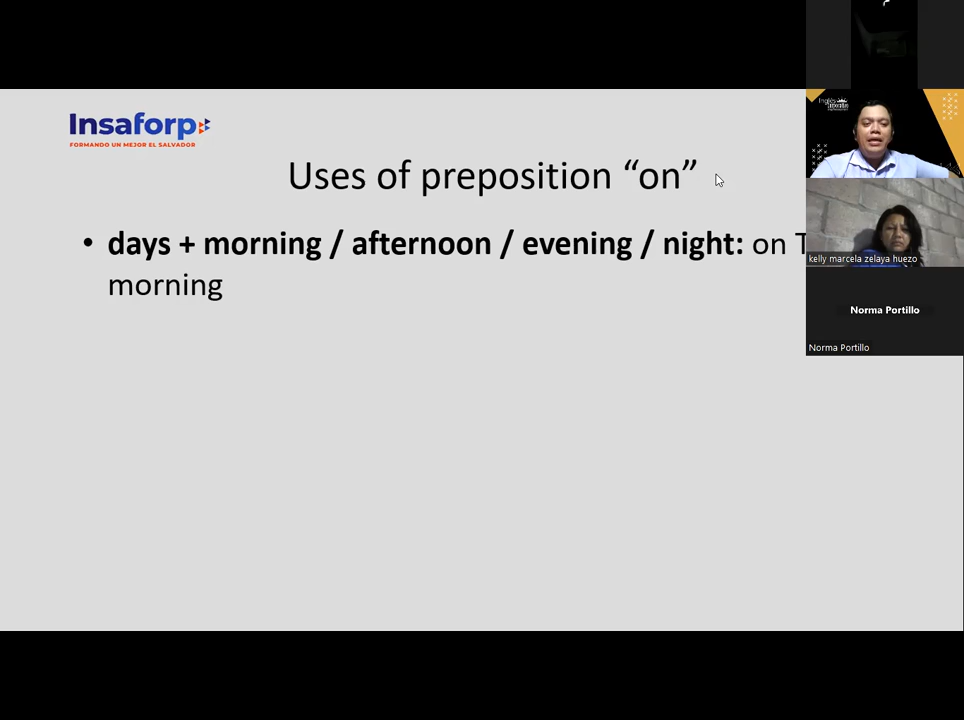 Insaforp
FORMANDO UN MEJOR EL SALVADOR
Uses of preposition “on”
• days + morning / afternoon / evening / night: on T
morning
kelly marcela zelaya huezo
Norma Portillo
Norma Portillo